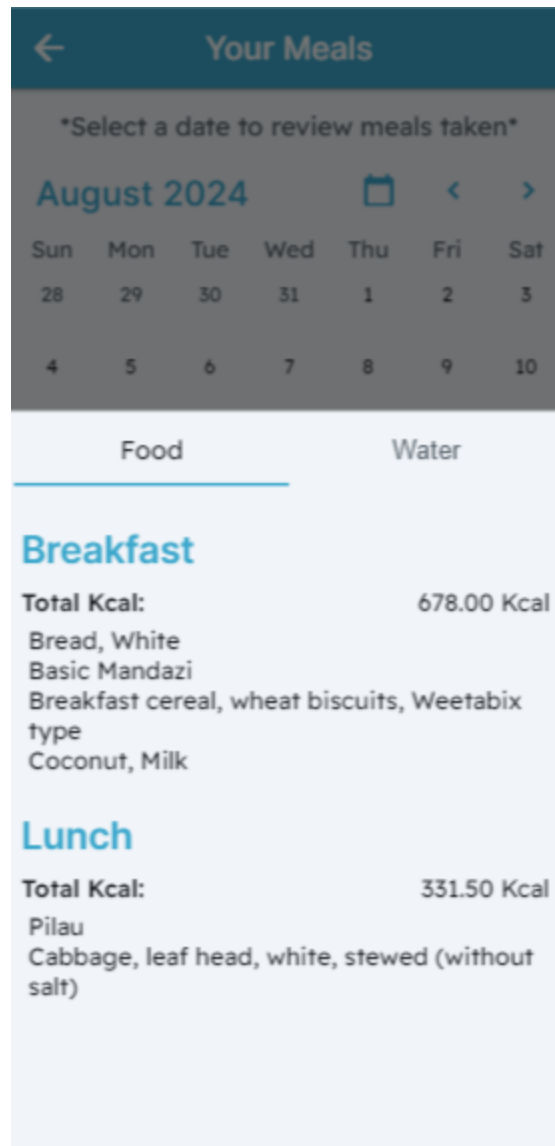 Your Meals
*Select a date to review meals taken*
August 2024
Sun Mon Tue Wed Thu Fri Sat
28 29 30 31 1 2 3
4 5 6 7 8 9 10
Food Water
Breakfast
Total Kcal: 678.00 Kcal
Bread, White
Basic Mandazi
Breakfast cereal, wheat biscuits, Weetabix
type
Coconut, Milk
Lunch
Total Kcal: 331.50 Kcal
Pilau
Cabbage, leaf head, white, stewed (without
salt)